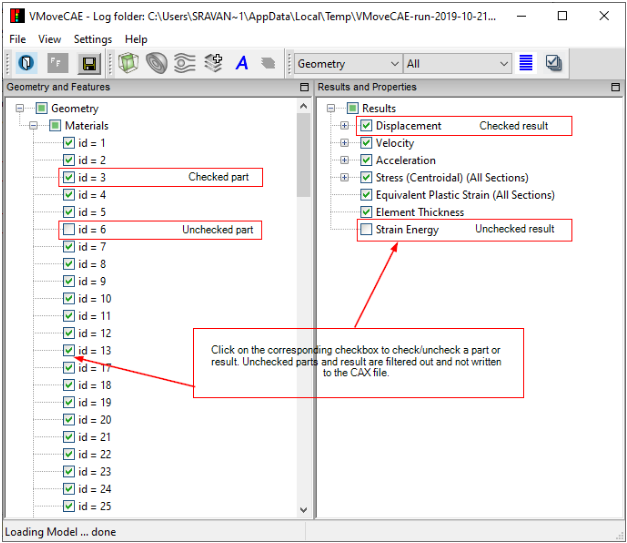 VMoveCAE - Log folder: C:\Users\SRAVAN~1\AppData\Local\Temp\VMoveCAE-run-2019-10-21...
File View Settings Help
A Geometry All
Geometry and Features
Results and Properties
Geometry
Materials
id = 1
id = 2
id = 3 Checked part
id = 4
id = 5
id = 6 Unchecked part
id = 7
id = 8
id = 9
id = 10
id = 11
id = 12
id = 13
id = 17
id = 18
id = 19
id = 20
id = 21
id = 22
id = 23
id = 24
id = 25
Results
Displacement Checked result
Velocity
Acceleration
Stress (Centroidal) (All Sections)
Equivalent Plastic Strain (All Sections)
Element Thickness
Strain Energy Unchecked result
Click on the corresponding checkbox to check/uncheck a part or
result. Unchecked parts and result are filtered out and not written
to the CAX file.
Loading Model ... done